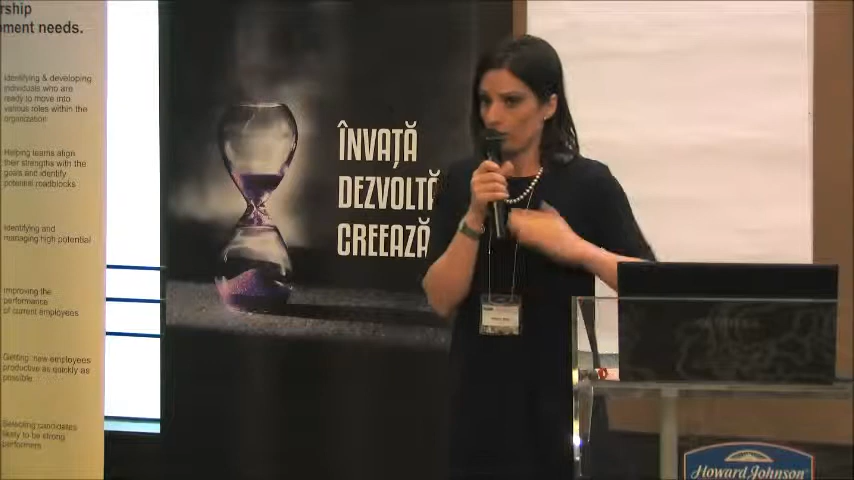 rship
pment needs.
Identifying & developing
individuals who are
ready to move into
various roles within the
organization
Helping teams align
their strengths with the
goals and identify
potential roadblocks
Identifying and
managing high potential
Improving the
performance
of current employees
Getting new employees
productive as quickly as
possible
Selecting candidates
likely to be strong
performers
ÎNVAȚĂ
DEZVOLTĂ
CREEAZĂ
Howard Johnson